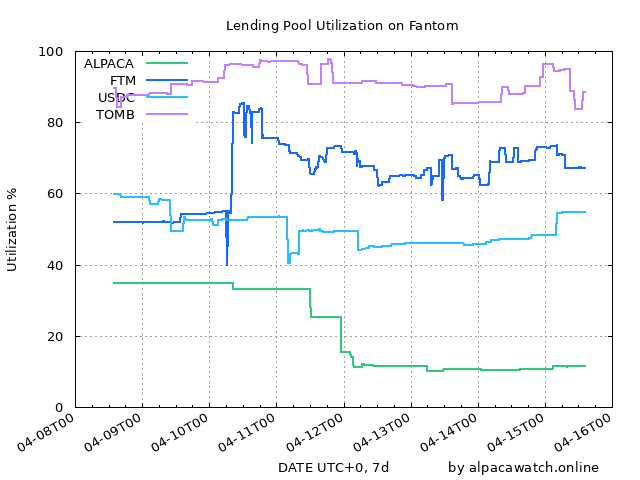 Lending Pool Utilization on Fantom
100
80
60
40
20
0
Utilization %
ALPACA
FTM
USDC
TOMB
04-08T00
04-09T00
04-10T00
04-11T00
04-12T00
04-13T00
04-14T00
04-15T00
04-16T00
DATE UTC+0, 7d
by alpacawatch.online